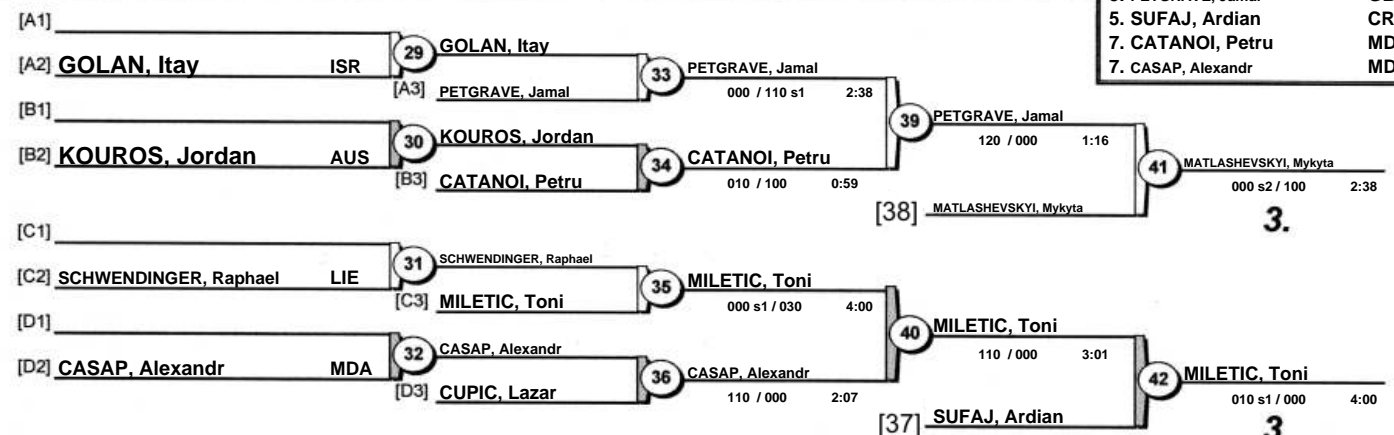 PETGRAVE, Jamal
5. SUFAJ, Ardian CR
7. CATANOI, Petru MD
7. CASAP, Alexandr MD
[A1]
[A2] GOLAN, Itay ISR
29
GOLAN, Itay
[A3] PETGRAVE, Jamal
33
PETGRAVE, Jamal
000 / 110 s1 2:38
[B1]
[B2] KOUROS, Jordan AUS
30
KOUROS, Jordan
[B3] CATANOI, Petru
34
CATANOI, Petru
010 / 100 0:59
39
PETGRAVE, Jamal
120 / 000 1:16
[38] MATLASHEVSKYI, Mykyta
41
MATLASHEVSKYI, Mykyta
000 s2 / 100 2:38
3.
[C1]
[C2] SCHWENDINGER, Raphael LIE
31
SCHWENDINGER, Raphael
[C3] MILETIC, Toni
35
MILETIC, Toni
000 s1 / 030 4:00
[D1]
[D2] CASAP, Alexandr MDA
32
CASAP, Alexandr
[D3] CUPIC, Lazar
36
CASAP, Alexandr
110 / 000 2:07
40
MILETIC, Toni
110 / 000 3:01
[37] SUFAJ, Ardian
42
MILETIC, Toni
010 s1 / 000 4:00
3